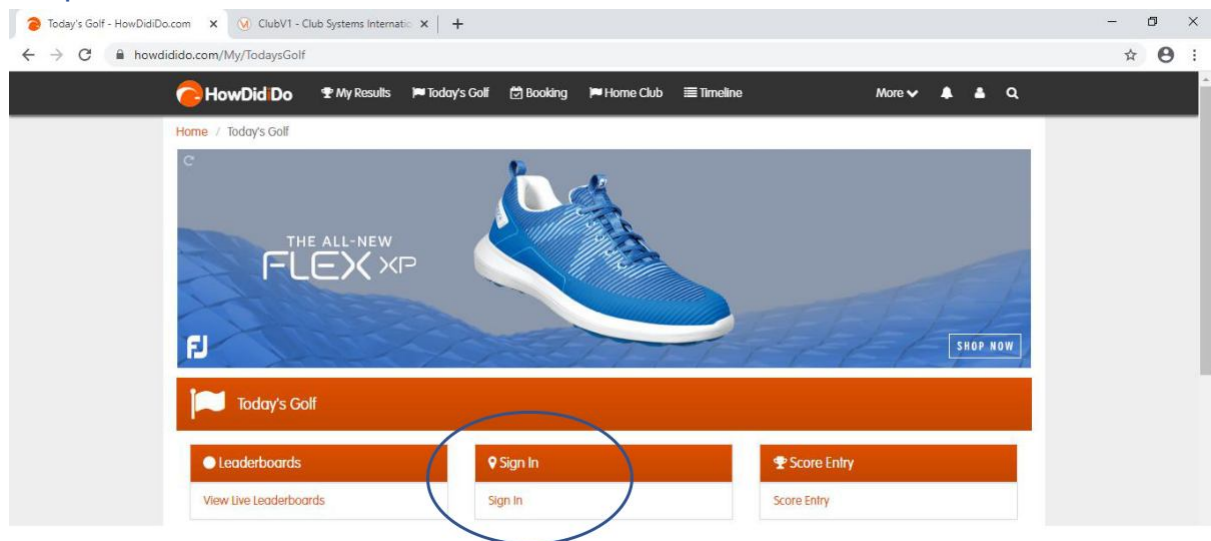 Today's Golf - HowDidiDo.com
ClubV1 - Club Systems Internatio
howdidido.com/My/TodaysGolf
HowDidiDo My Results Today's Golf Booking Home Club Timeline More
Home / Today's Golf
THE ALL-NEW
FLEX XP
FJ
SHOP NOW
Today's Golf
Leaderboards Sign In Score Entry
View Live Leaderboards Sign In Score Entry